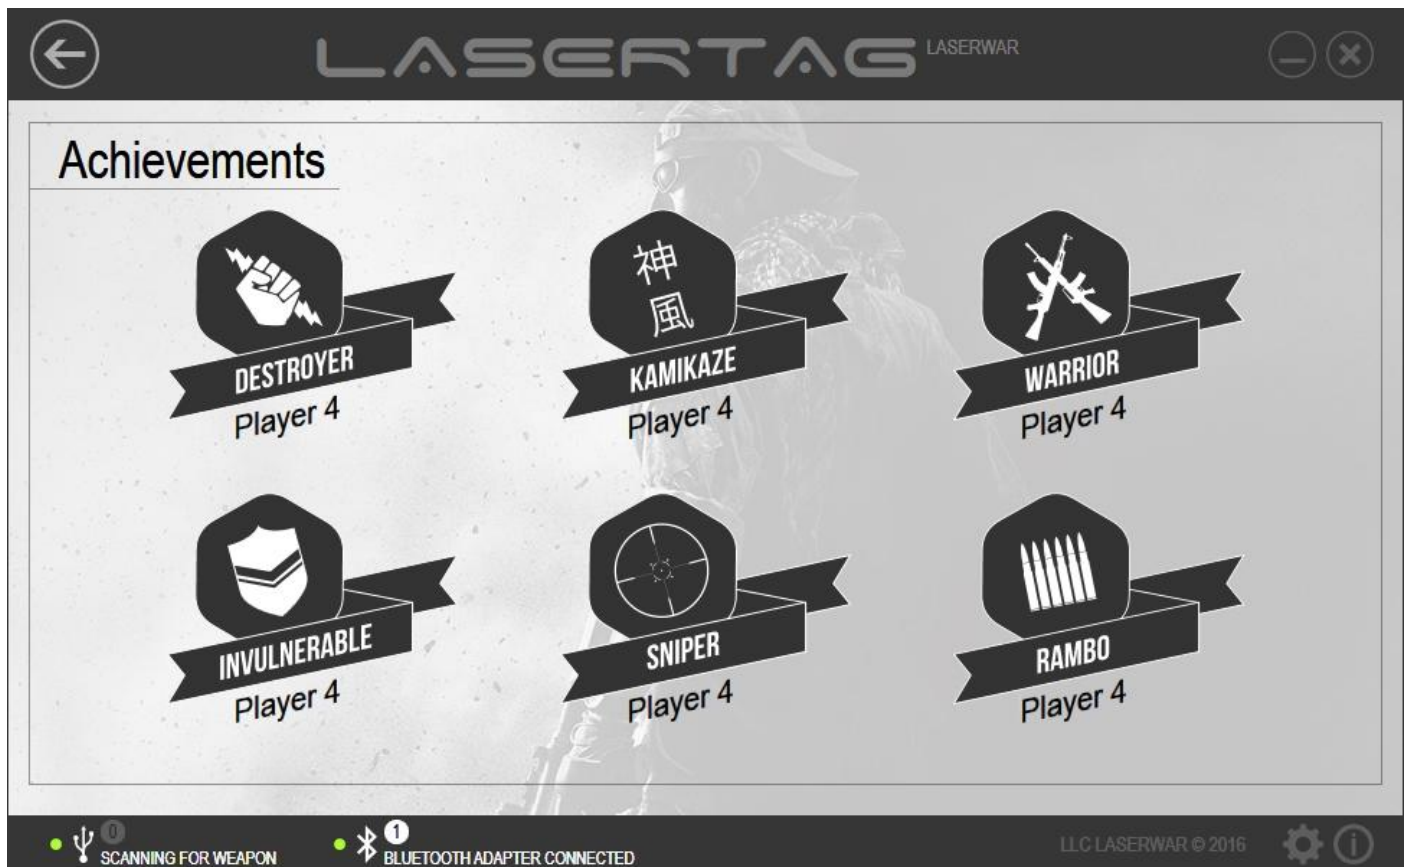 LASERTAG LASERWAR
Achievements
神
風
DESTROYER
KAMIKAZE
WARRIOR
Player 4
Player 4
Player 4
INVULNERABLE
SNIPER
RAMBO
Player 4
Player 4
Player 4
0
SCANNING FOR WEAPON
1
BLUETOOTH ADAPTER CONNECTED
LLC LASERWAR © 2016